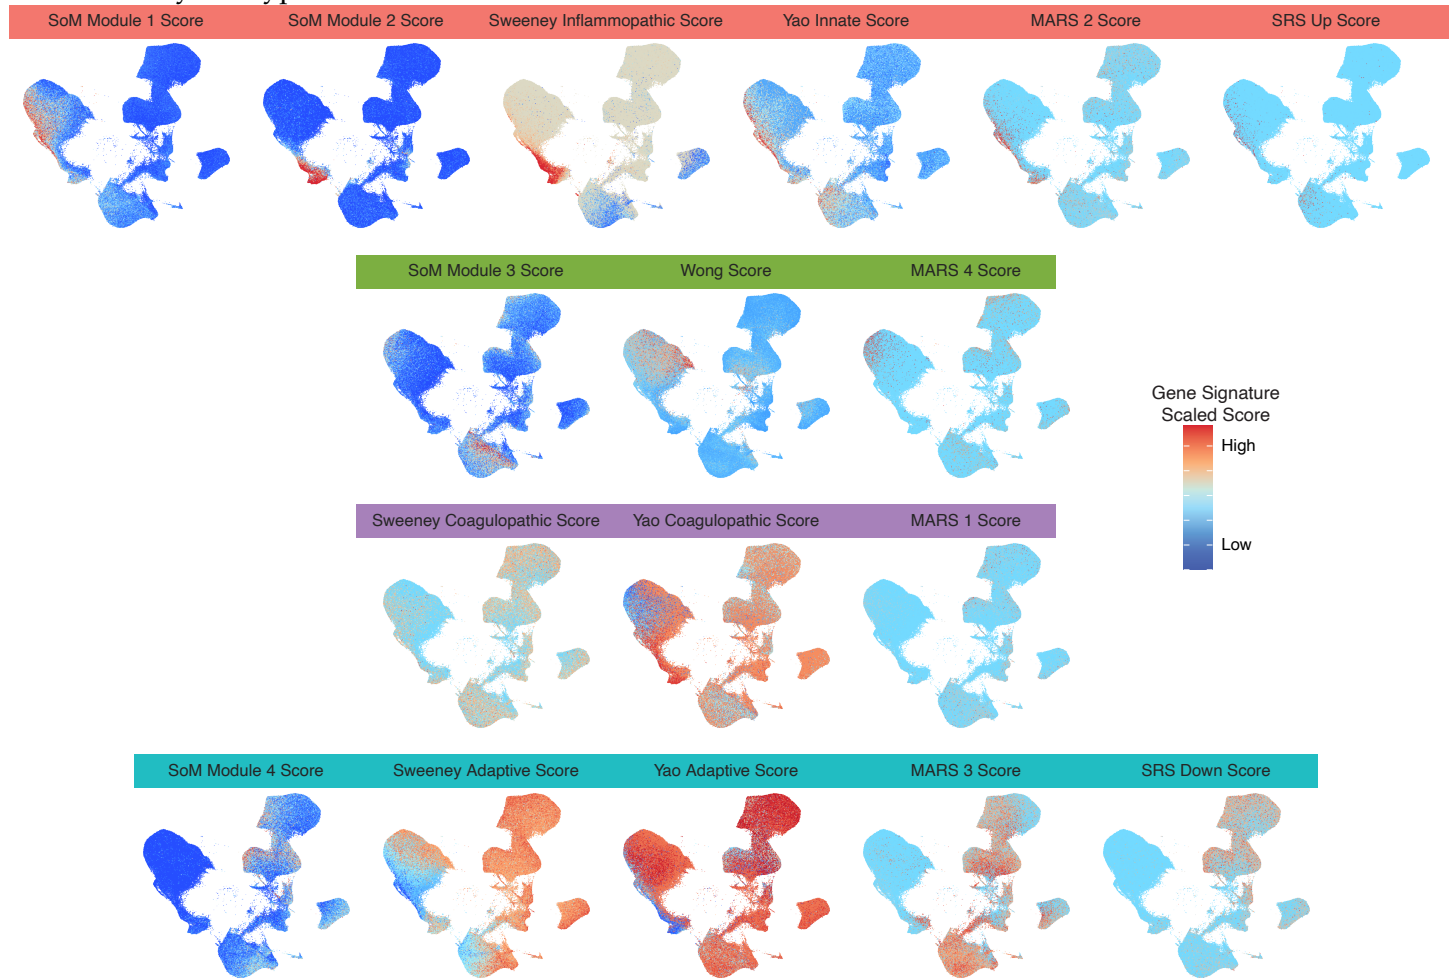 SoM Module 1 Score SoM Module 2 Score Sweeney Inflammopathic Score Yao Innate Score MARS 2 Score SRS Up Score
SoM Module 3 Score Wong Score MARS 4 Score
Gene Signature
Scaled Score
High
Low
Sweeney Coagulopathic Score Yao Coagulopathic Score MARS 1 Score
SoM Module 4 Score Sweeney Adaptive Score Yao Adaptive Score MARS 3 Score SRS Down Score